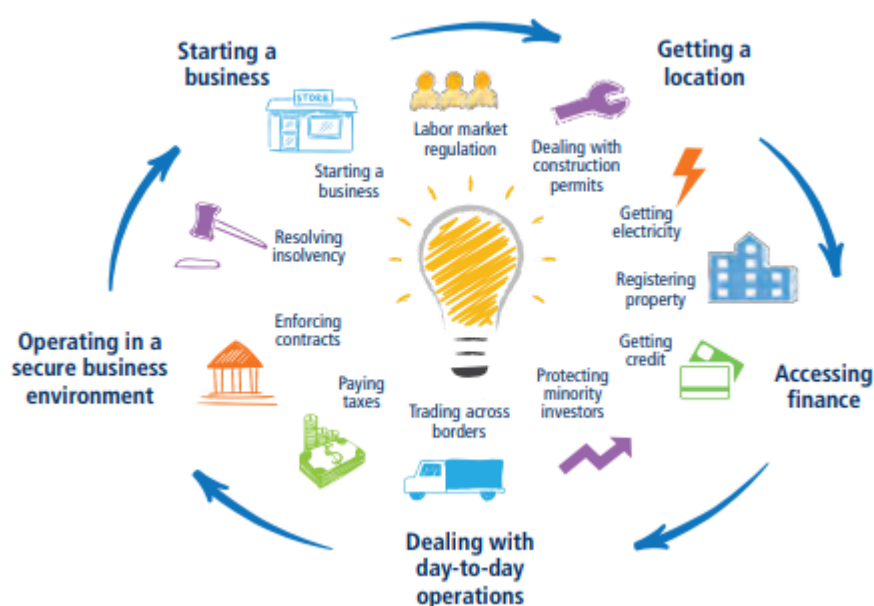 Starting a
business
Getting a
location
STORE
Labor market
regulation
Dealing with
construction
permits
Starting a
business
Getting
electricity
Resolving
insolvency
Registering
property
Enforcing
contracts
Getting
credit
Operating in a
secure business
environment
Accessing
finance
Paying
taxes
Protecting
minority
investors
Trading across
borders
$
Dealing with
day-to-day
operations